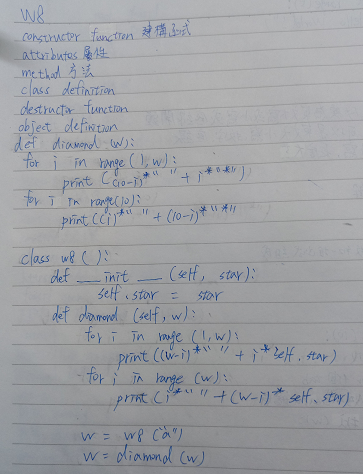 W8
constructor function 建構函式
attributes 屬性
method 方法
class definition
destructor function
object definition
def diamond (w):
for i in range (1, w):
print ((10-i)*" " + i*"*")
for i in range(10):
print((i)*" " + (10-i)*"*")
class w8 ( ):
def __init__ (self, star):
self.star = star
def diamond (self, w):
for i in range (1, w):
print ((w-i)*" " + i* self.star)
for i in range (w):
print (i*" " + (w-i)* self.star)
w = w8 ("a")
w = diamond (w)